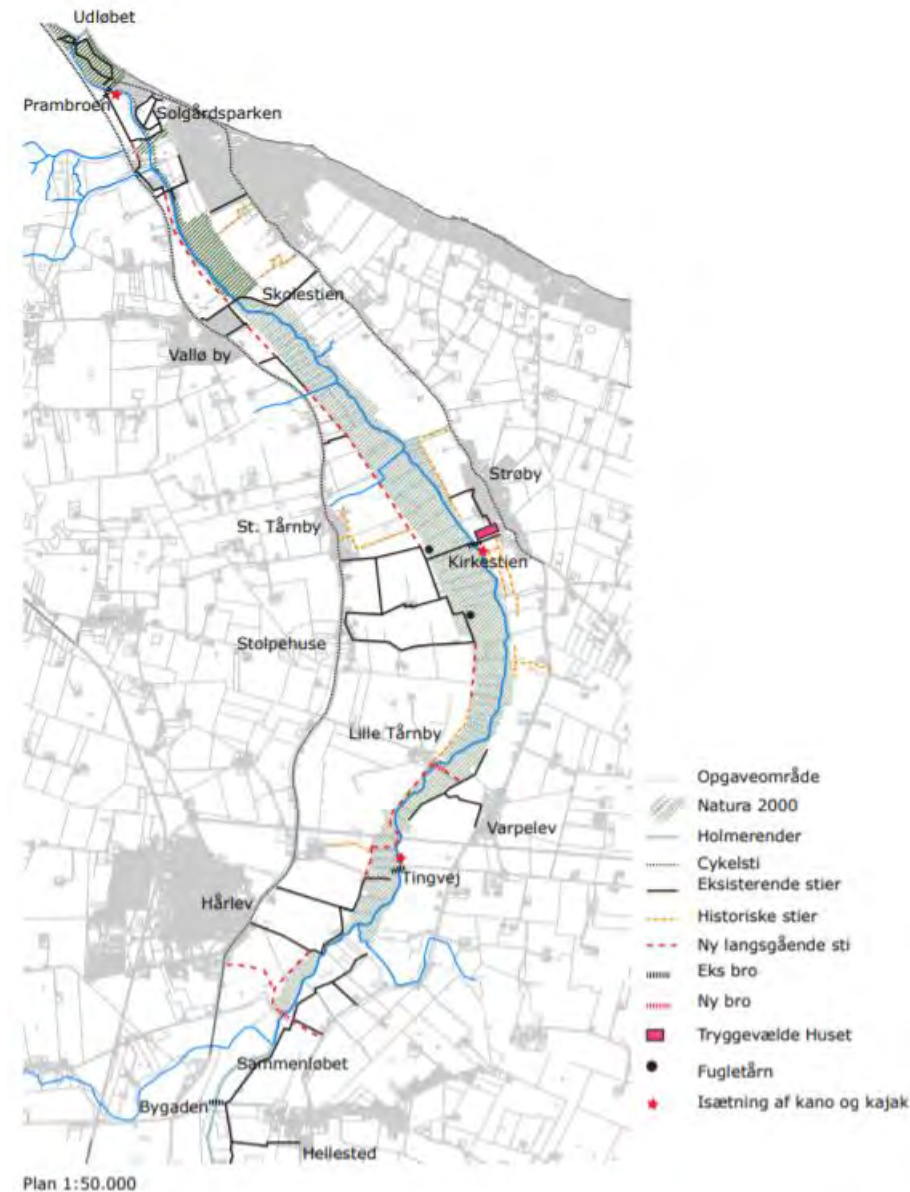 Udløbet
Prambroen
Solgårdsparken
Skolestien
Vallø by
Strøby
St. Tårnby
Kirkestien
Stolpehuse
Lille Tårnby
Varpelev
Tingvej
Hårlev
Sammenløbet
Bygaden
Hellested
Opgaveområde
Natura 2000
Holmerender
Cykelsti
Eksisterende stier
Historiske stier
Ny langsgående sti
Eks bro
Ny bro
Tryggevælde Huset
Fugletårn
Isætning af kano og kajak
Plan 1:50.000